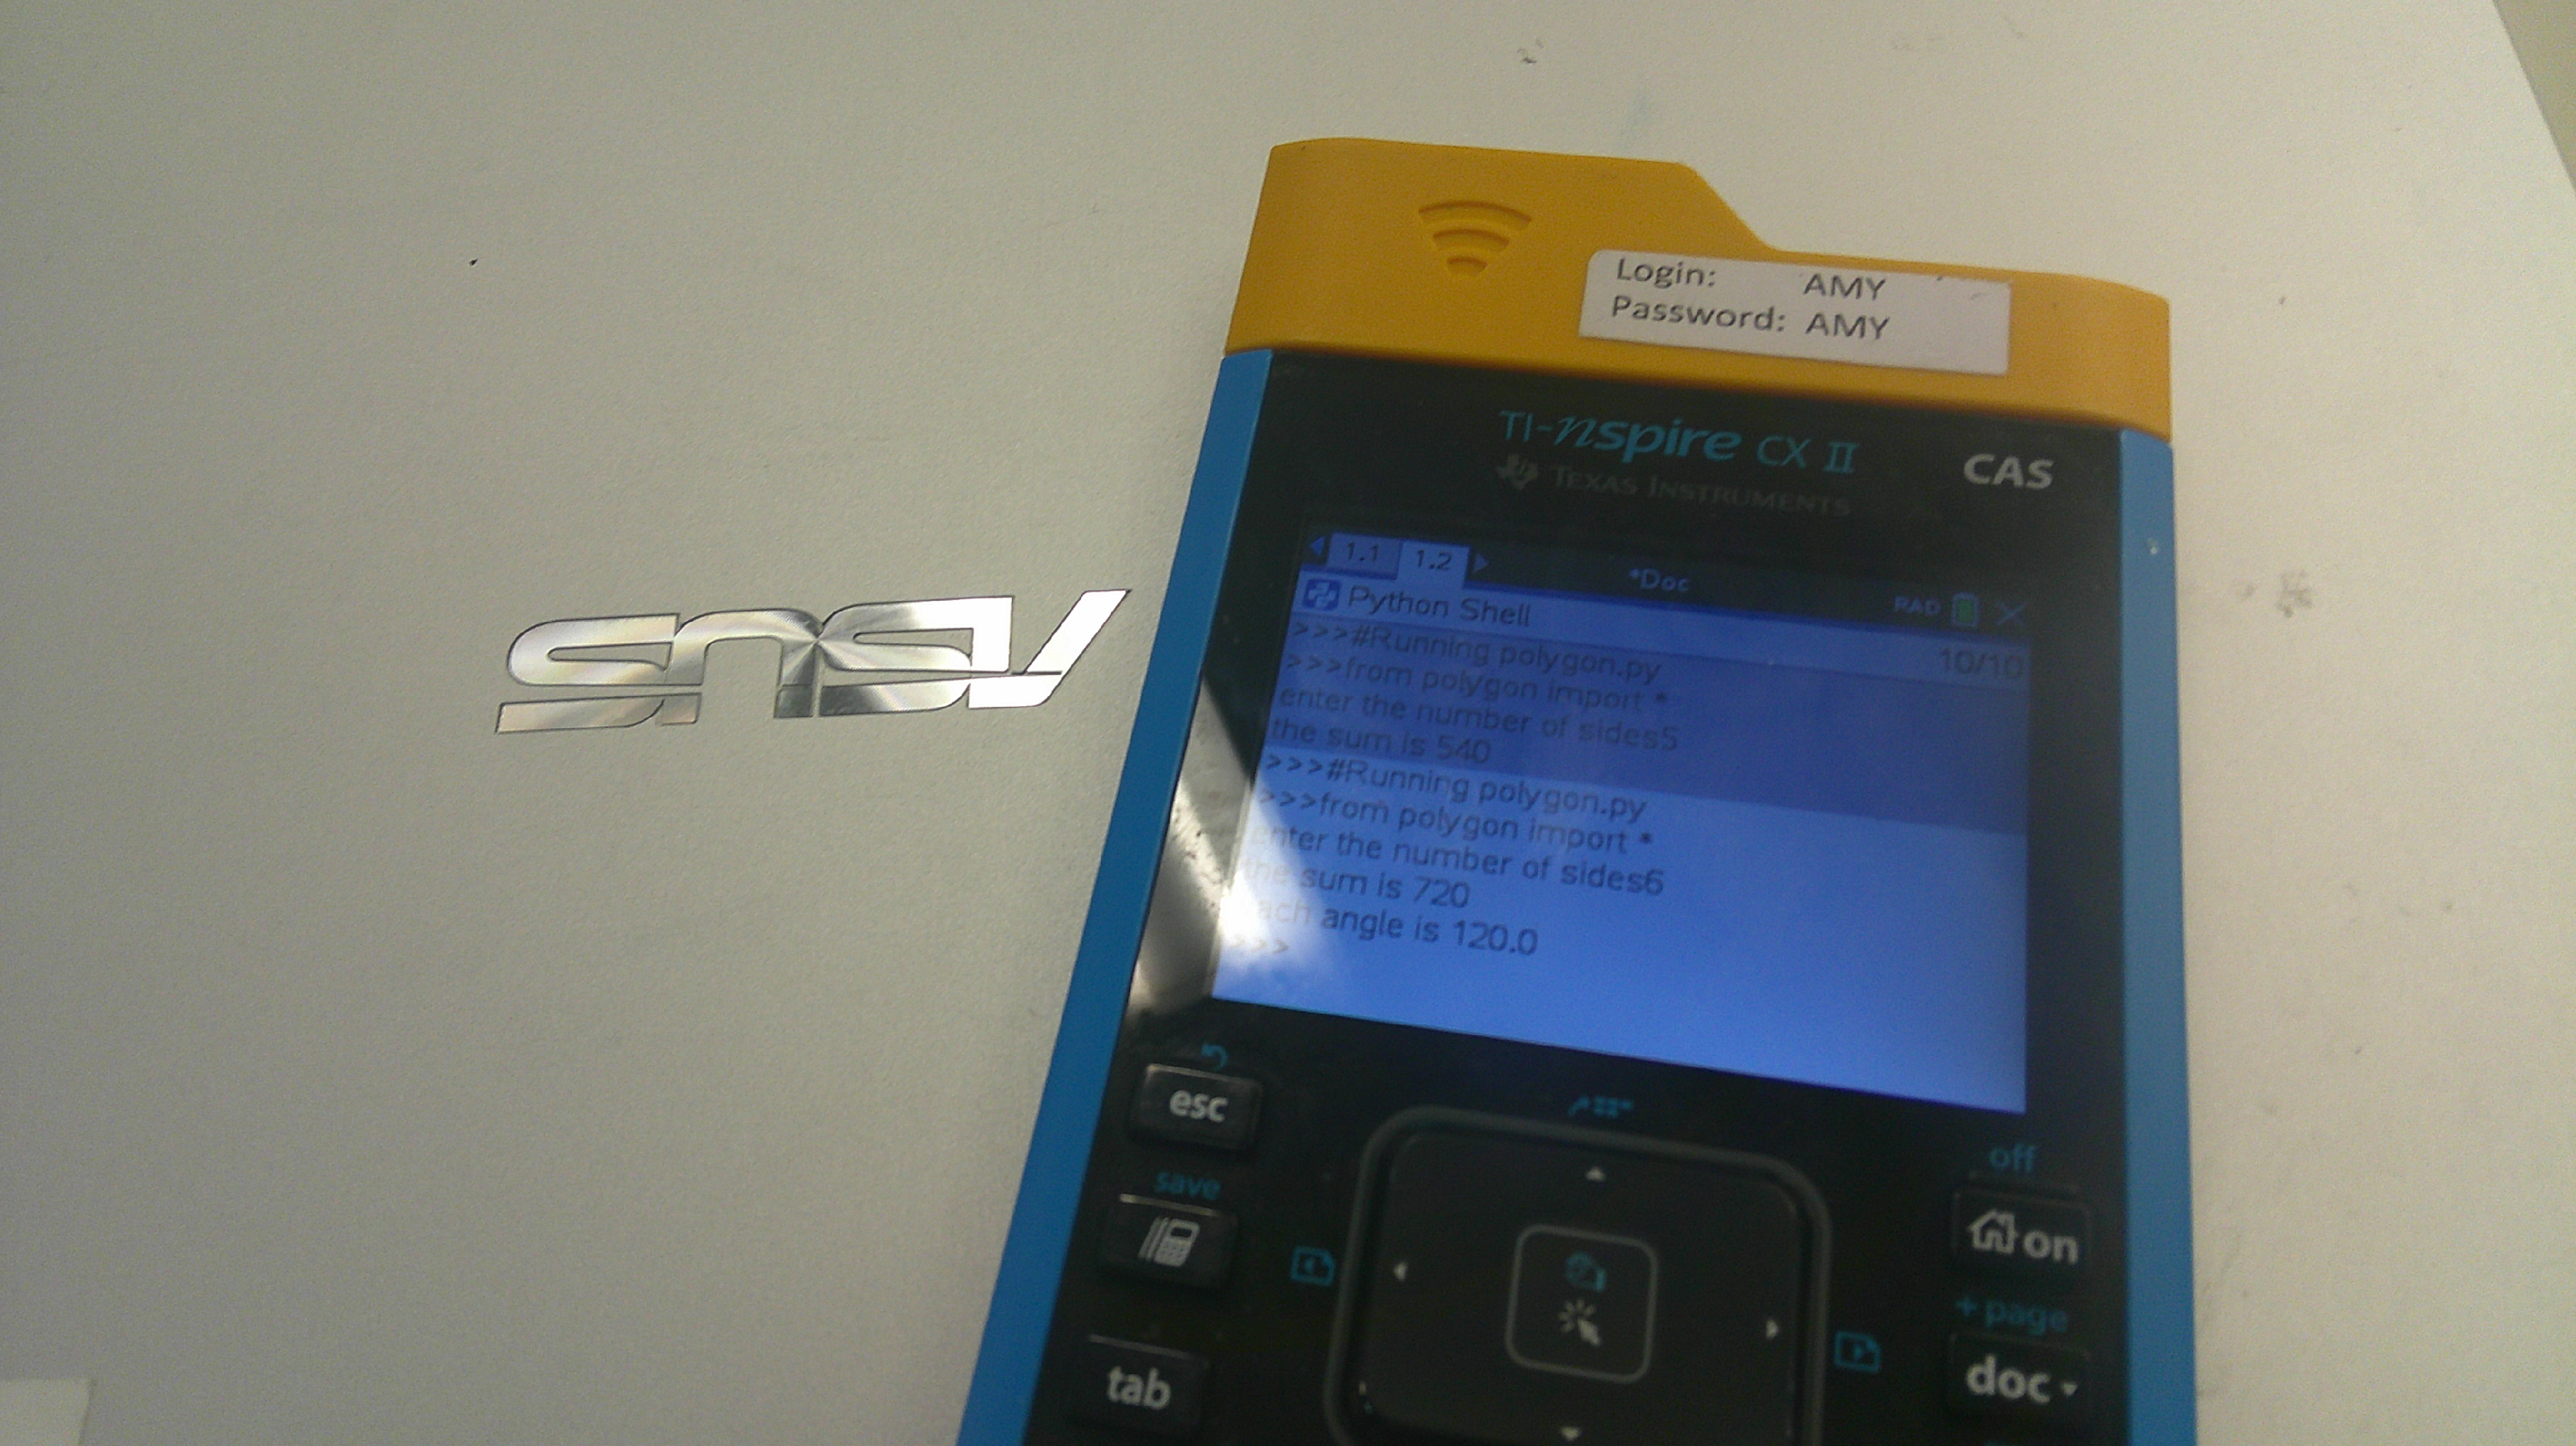 Login: AMY
Password: AMY
TI-nspire CX II
CAS
TEXAS INSTRUMENTS
1.1 1.2 *Doc RAD
Python Shell 10/10
>>>#Running polygon.py
>>>from polygon import *
enter the number of sides5
the sum is 540
>>>#Running polygon.py
>>>from polygon import *
enter the number of sides6
the sum is 720
each angle is 120.0
>>>
ASUS
esc
save
tab
off
on
+page
doc